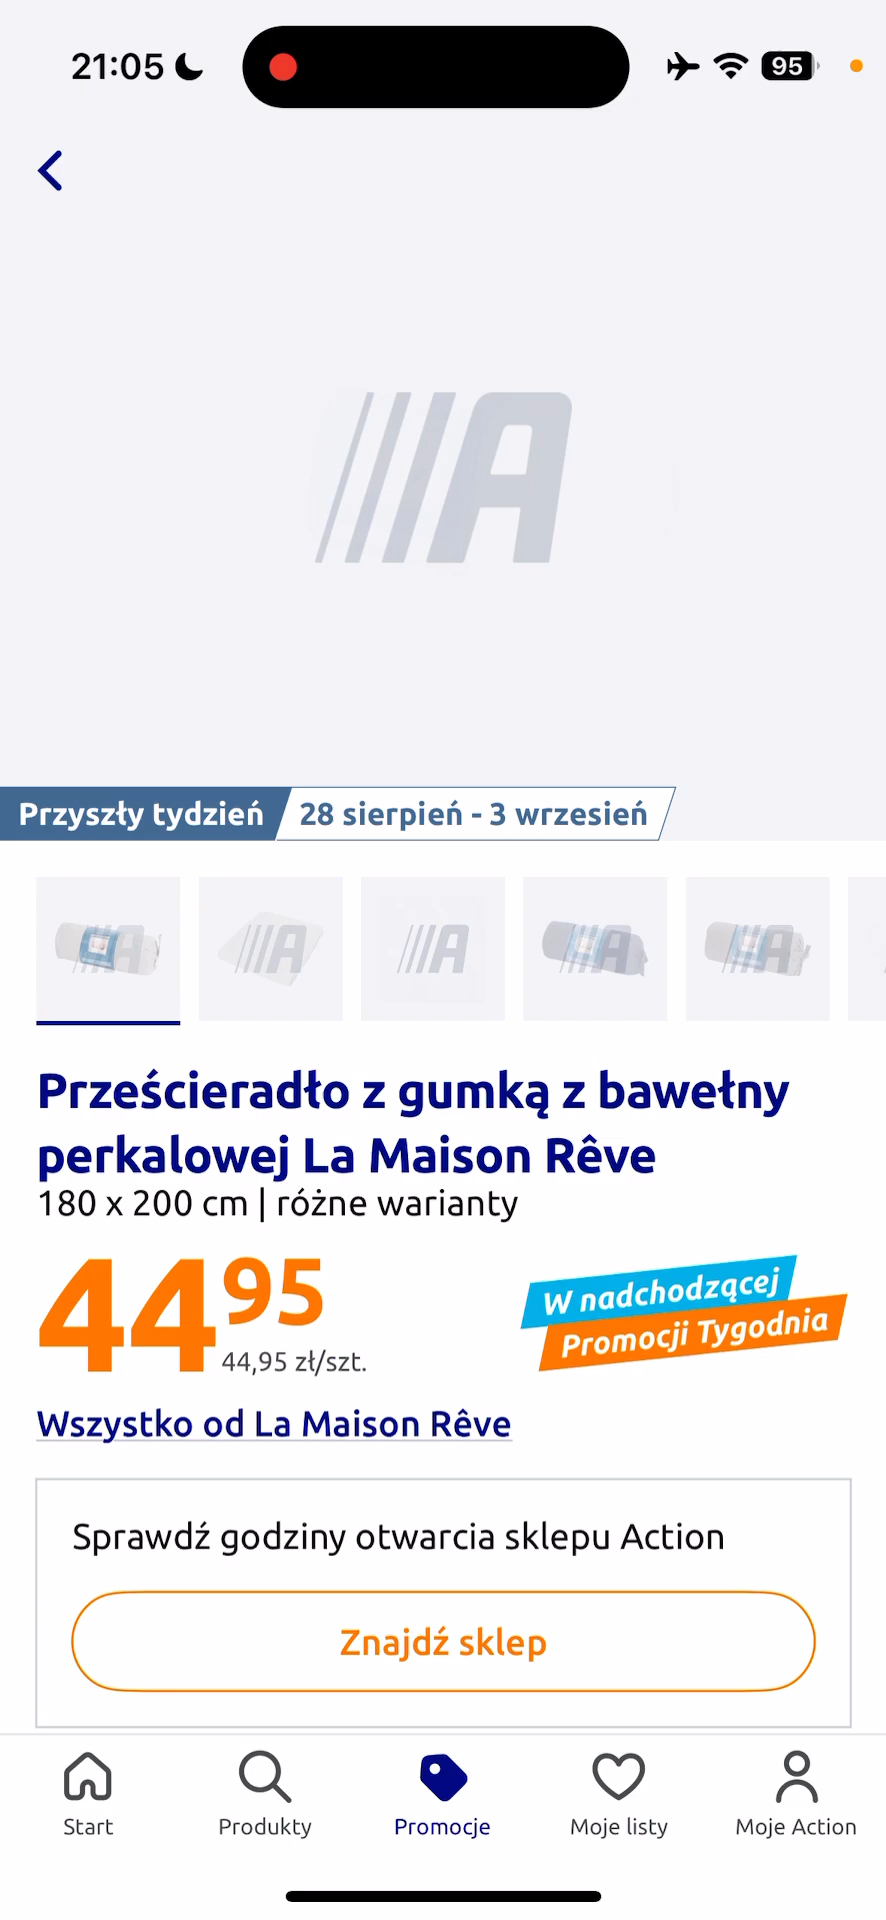 21:05
95
Przyszły tydzień 28 sierpień - 3 wrzesień
Prześcieradło z gumką z bawełny
perkalowej La Maison Rêve
180 x 200 cm | różne warianty
4495
44,95 zł/szt.
W nadchodzącej
Promocji Tygodnia
Wszystko od La Maison Rêve
Sprawdź godziny otwarcia sklepu Action
Znajdź sklep
Start Produkty Promocje Moje listy Moje Action